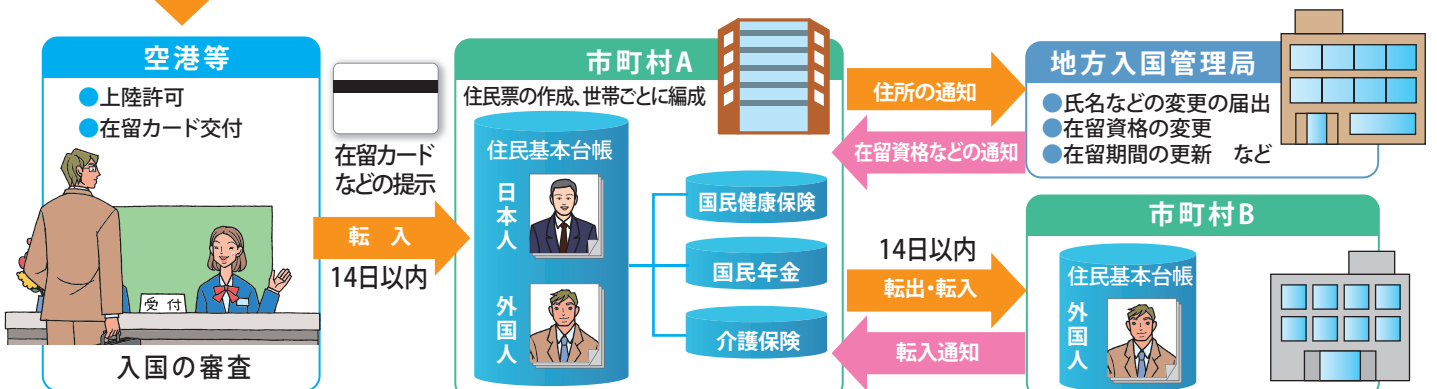 空港等
●上陸許可
●在留カード交付
受付
入国の審査
在留カード
などの提示
転 入
14日以内
市町村A
住民票の作成、世帯ごとに編成
住民基本台帳
日本人
外国人
国民健康保険
国民年金
介護保険
住所の通知
在留資格などの通知
地方入国管理局
●氏名などの変更の届出
●在留資格の変更
●在留期間の更新　など
14日以内
転出・転入
転入通知
市町村B
住民基本台帳
外国人